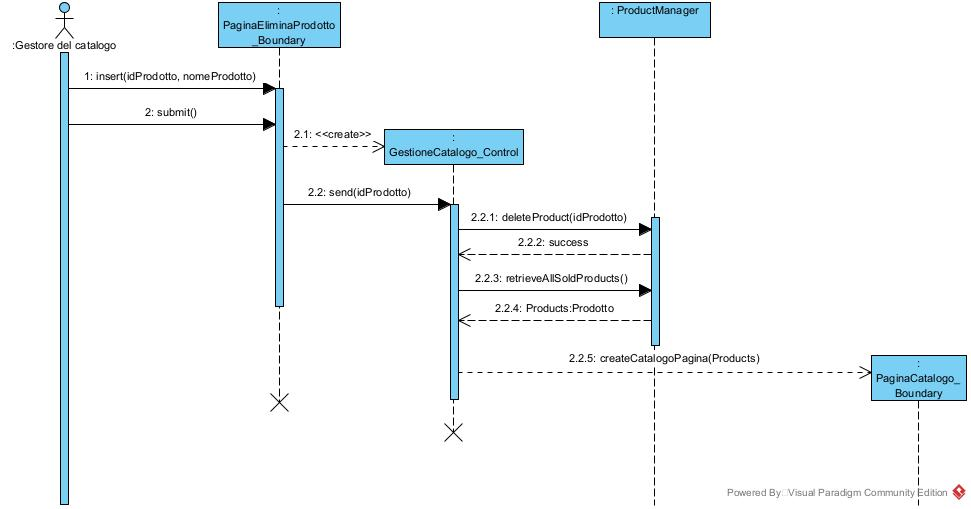 :Gestore del catalogo
:
PaginaEliminaProdotto
_Boundary
: ProductManager
1: insert(idProdotto, nomeProdotto)
2: submit()
2.1: <<create>>
:
GestioneCatalogo_Control
2.2: send(idProdotto)
2.2.1: deleteProduct(idProdotto)
2.2.2: success
2.2.3: retrieveAllSoldProducts()
2.2.4: Products:Prodotto
2.2.5: createCatalogoPagina(Products)
:
PaginaCatalogo_
Boundary
Powered By Visual Paradigm Community Edition